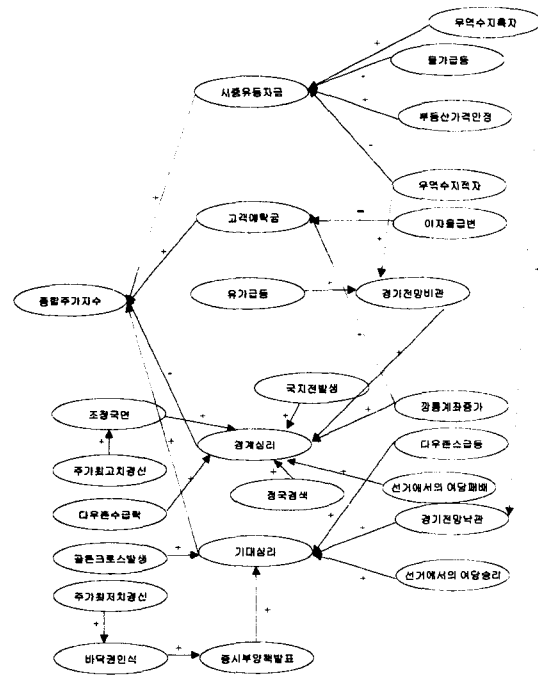 무역수지흑자
물가급등
시중유동자금
부동산가격안정
무역수지적자
고객예탁금
이자율급변
유가급등
경기전망비관
종합주가지수
국지전발생
조정국면
깡통계좌증가
경계심리
다우존스급등
주가최고치갱신
정국경색
선거에서의 여당패배
다우존스급락
경기전망낙관
골든크로스발생
기대심리
선거에서의 여당승리
주가최저치갱신
바닥권인식
증시부양책발표